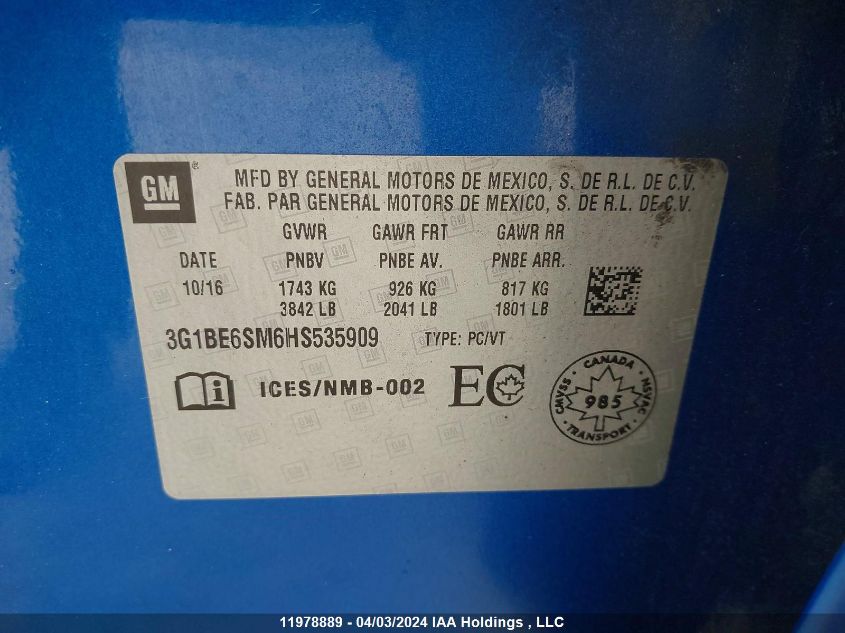 GM
MFD BY GENERAL MOTORS DE MEXICO, S. DE R.L. DE C.V.
FAB. PAR GENERAL MOTORS DE MEXICO, S. DE R.L. DE C.V.
GVWR GAWR FRT GAWR RR
DATE PNBV PNBE AV. PNBE ARR.
10/16 1743 KG 926 KG 817 KG
3842 LB 2041 LB 1801 LB
3G1BE6SM6HS535909 TYPE: PC/VT
ICES/NMB-002 EC
CANADA
CMVSS 985 NSVAC
TRANSPORT
11978889 - 04/03/2024 IAA Holdings , LLC